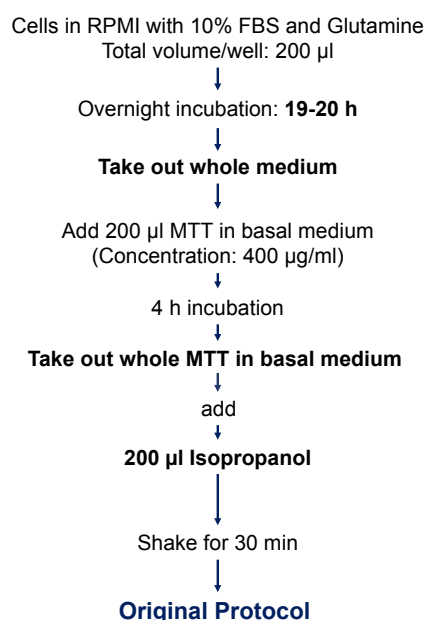 Cells in RPMI with 10% FBS and Glutamine
Total volume/well: 200 µl
Overnight incubation: 19-20 h
Take out whole medium
Add 200 µl MTT in basal medium
(Concentration: 400 µg/ml)
4 h incubation
Take out whole MTT in basal medium
add
200 µl Isopropanol
Shake for 30 min
Original Protocol